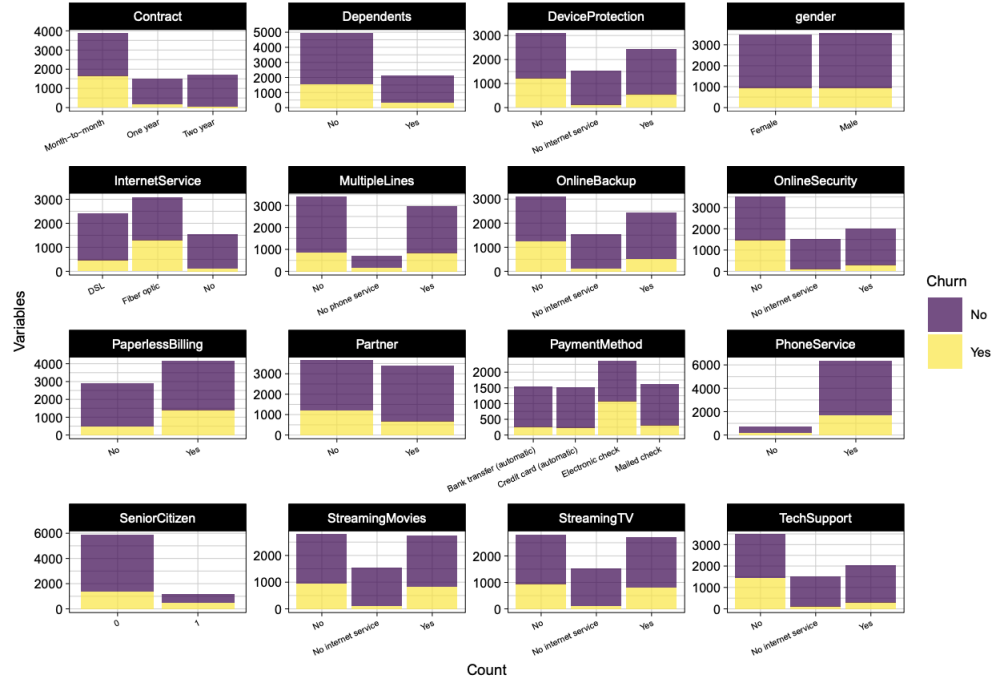 Contract
Dependents
DeviceProtection
gender
4000
3000
2000
1000
0
Month−to−month
One year
Two year
5000
4000
3000
2000
1000
0
No
Yes
3000
2000
1000
0
No
No internet service
Yes
3000
2000
1000
0
Female
Male
InternetService
MultipleLines
OnlineBackup
OnlineSecurity
3000
2000
1000
0
DSL
Fiber optic
No
3000
2000
1000
0
No
No phone service
Yes
3000
2000
1000
0
No
No internet service
Yes
3000
2000
1000
0
No
No internet service
Yes
PaperlessBilling
Partner
PaymentMethod
PhoneService
4000
3000
2000
1000
0
No
Yes
3000
2000
1000
0
No
Yes
2000
1500
1000
500
0
Bank transfer (automatic)
Credit card (automatic)
Electronic check
Mailed check
6000
4000
2000
0
No
Yes
SeniorCitizen
StreamingMovies
StreamingTV
TechSupport
6000
4000
2000
0
0
1
2000
1000
0
No
No internet service
Yes
2000
1000
0
No
No internet service
Yes
3000
2000
1000
0
No
No internet service
Yes
Variables
Count
Churn
No
Yes